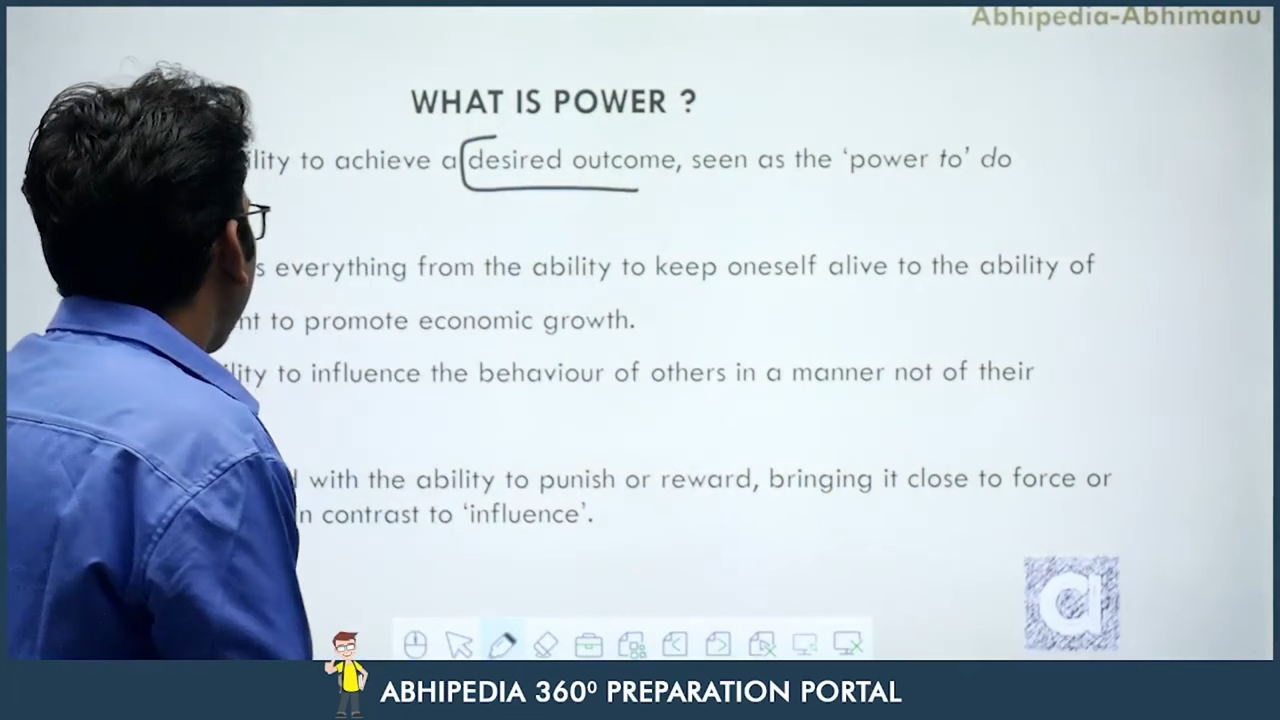 Abhipedia-Abhimanu
WHAT IS POWER ?
to achieve a desired outcome, seen as the ‘power to’ do
everything from the ability to keep oneself alive to the ability of
to promote economic growth.
to influence the behaviour of others in a manner not of their
with the ability to punish or reward, bringing it close to force or
contrast to ‘influence’.
a
ABHIPEDIA 360⁰ PREPARATION PORTAL